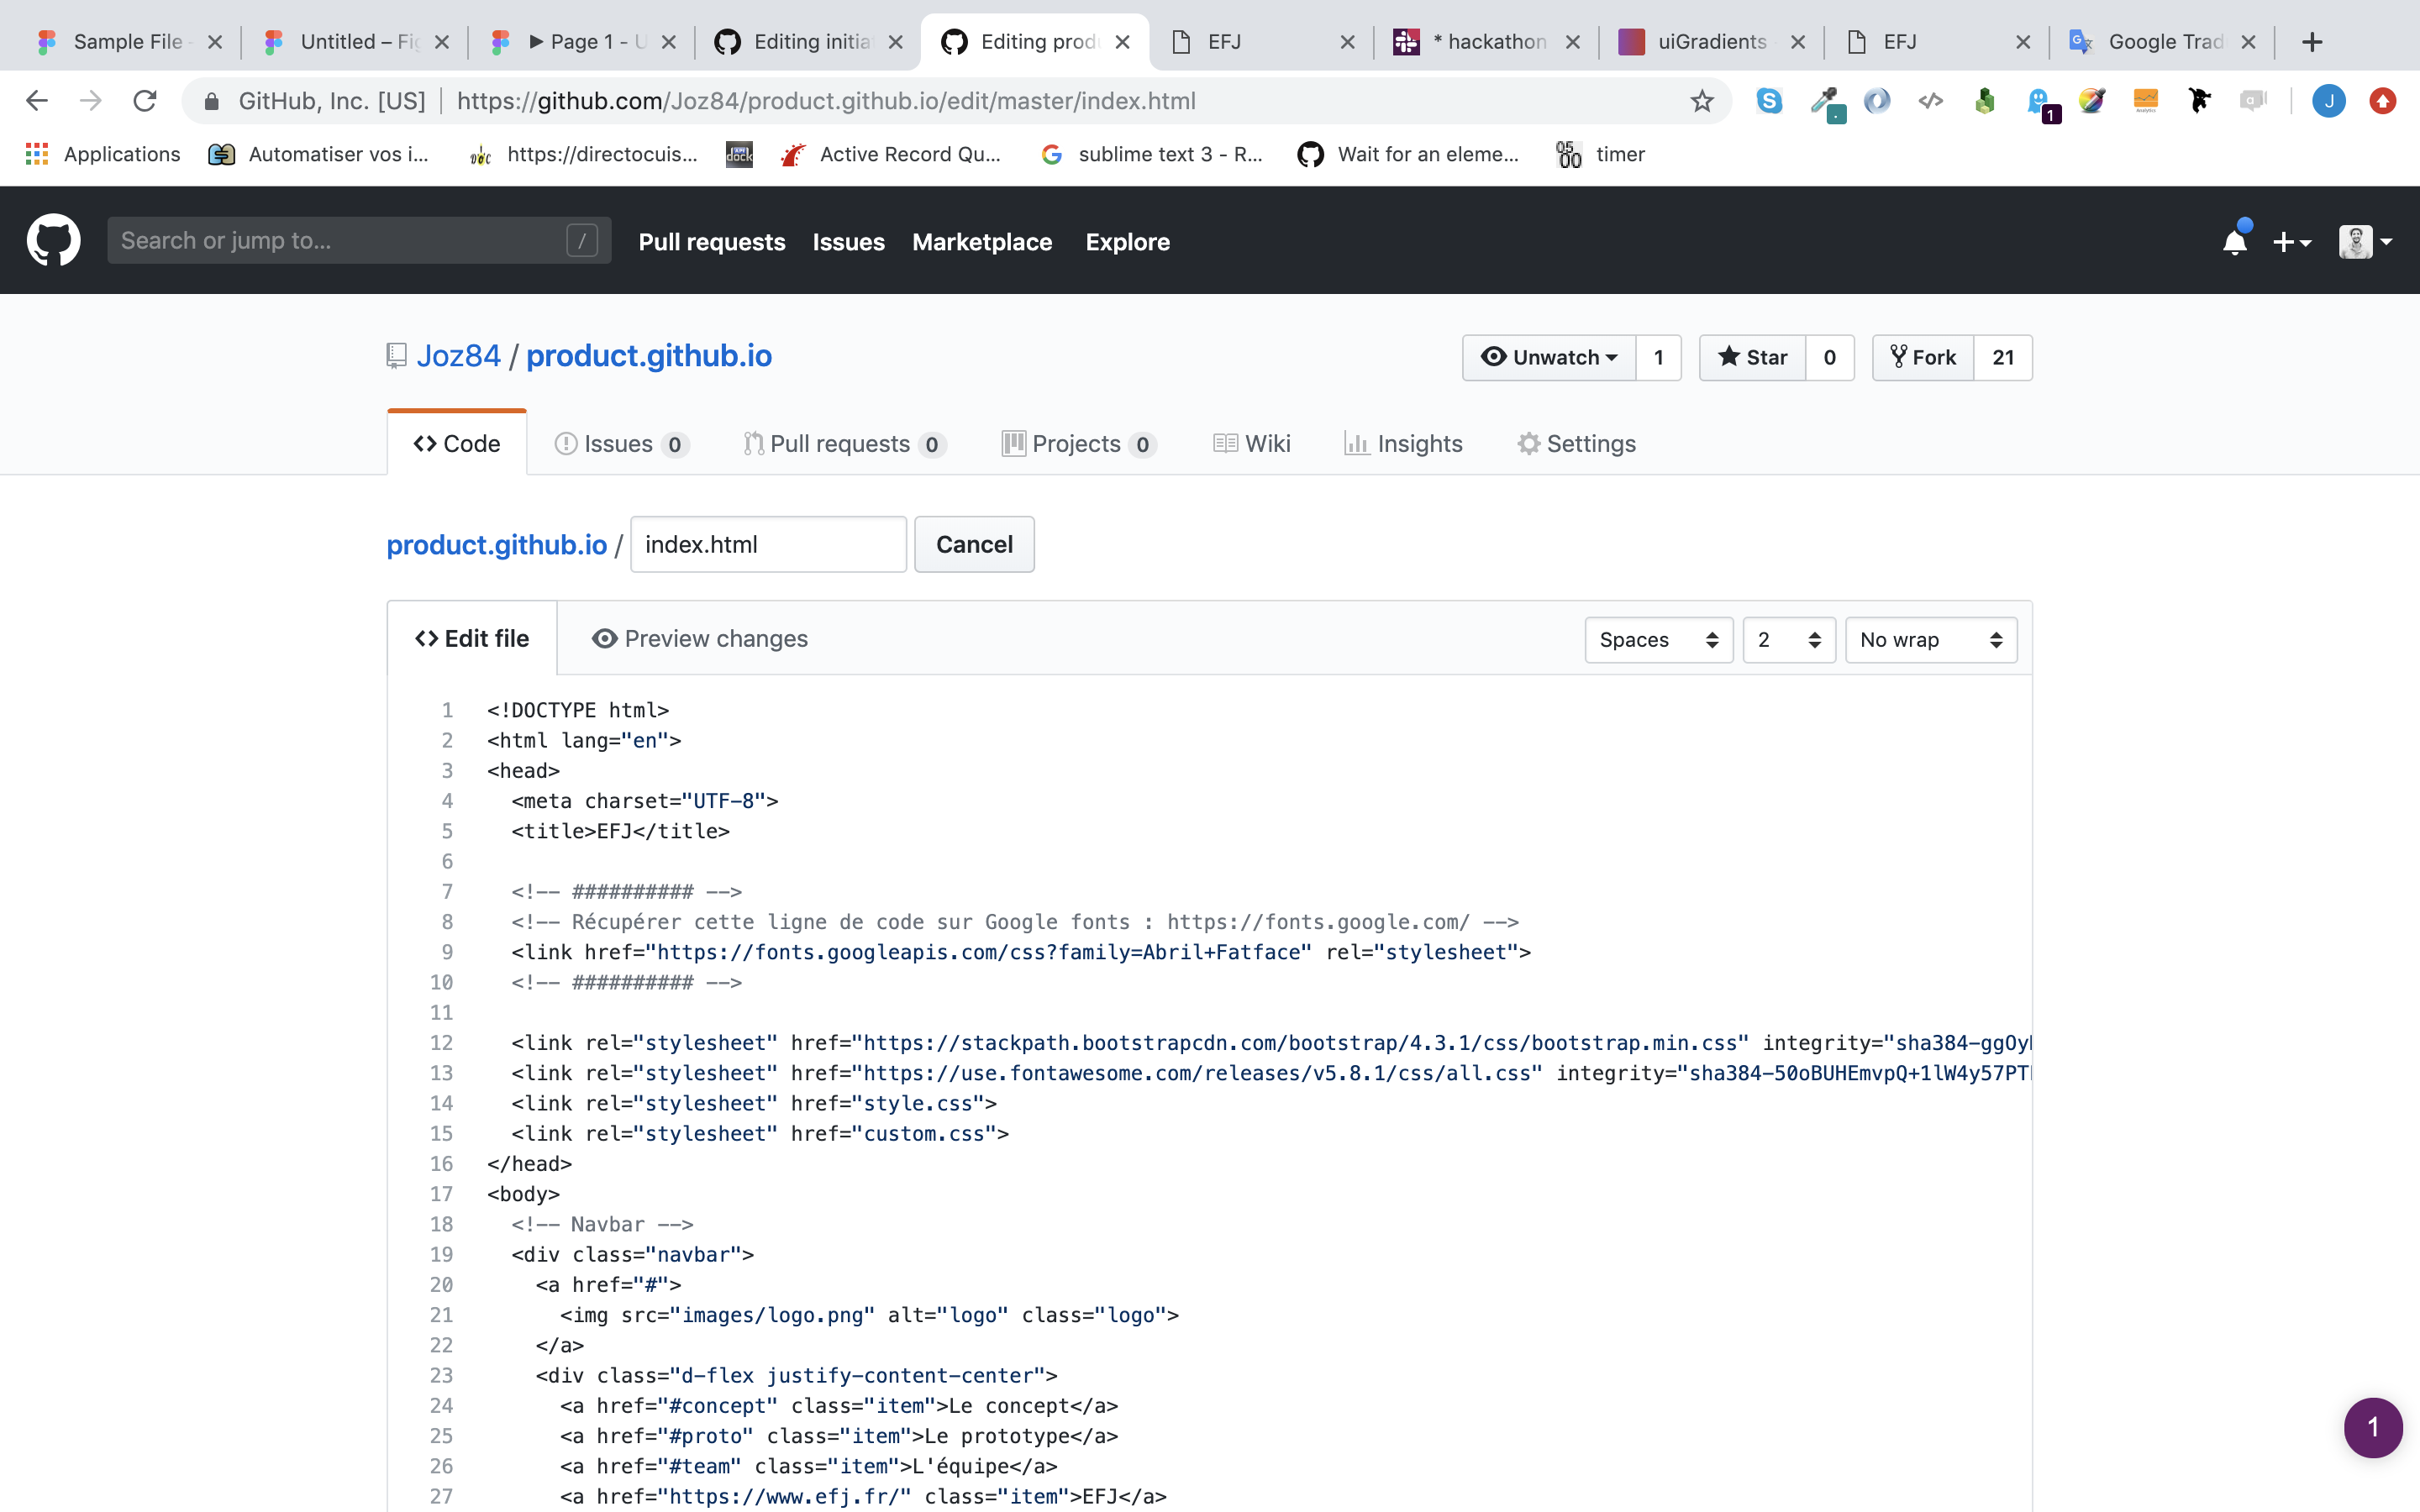 Sample File -
Untitled – Fig
▶ Page 1 - U
Editing initia
Editing produ
EFJ
* hackathon
uiGradients -
EFJ
Google Trad
GitHub, Inc. [US] | https://github.com/Joz84/product.github.io/edit/master/index.html
S
1
J
Applications
Automatiser vos i...
https://directocuis...
API dock
Active Record Qu...
sublime text 3 - R...
Wait for an eleme...
05 00 timer
Search or jump to... /
Pull requests
Issues
Marketplace
Explore
Joz84 / product.github.io
Unwatch 1
Star 0
Fork 21
Code
Issues 0
Pull requests 0
Projects 0
Wiki
Insights
Settings
product.github.io / index.html Cancel
Edit file
Preview changes
Spaces
2
No wrap
1 <!DOCTYPE html>
2 <html lang="en">
3 <head>
4 <meta charset="UTF-8">
5 <title>EFJ</title>
6
7 <!-- ########## -->
8 <!-- Récupérer cette ligne de code sur Google fonts : https://fonts.google.com/ -->
9 <link href="https://fonts.googleapis.com/css?family=Abril+Fatface" rel="stylesheet">
10 <!-- ########## -->
11
12 <link rel="stylesheet" href="https://stackpath.bootstrapcdn.com/bootstrap/4.3.1/css/bootstrap.min.css" integrity="sha384-ggOy
13 <link rel="stylesheet" href="https://use.fontawesome.com/releases/v5.8.1/css/all.css" integrity="sha384-50oBUHEmvpQ+1lW4y57PT
14 <link rel="stylesheet" href="style.css">
15 <link rel="stylesheet" href="custom.css">
16 </head>
17 <body>
18 <!-- Navbar -->
19 <div class="navbar">
20 <a href="#">
21 <img src="images/logo.png" alt="logo" class="logo">
22 </a>
23 <div class="d-flex justify-content-center">
24 <a href="#concept" class="item">Le concept</a>
25 <a href="#proto" class="item">Le prototype</a>
26 <a href="#team" class="item">L'équipe</a>
27 <a href="https://www.efj.fr/" class="item">EFJ</a>
1